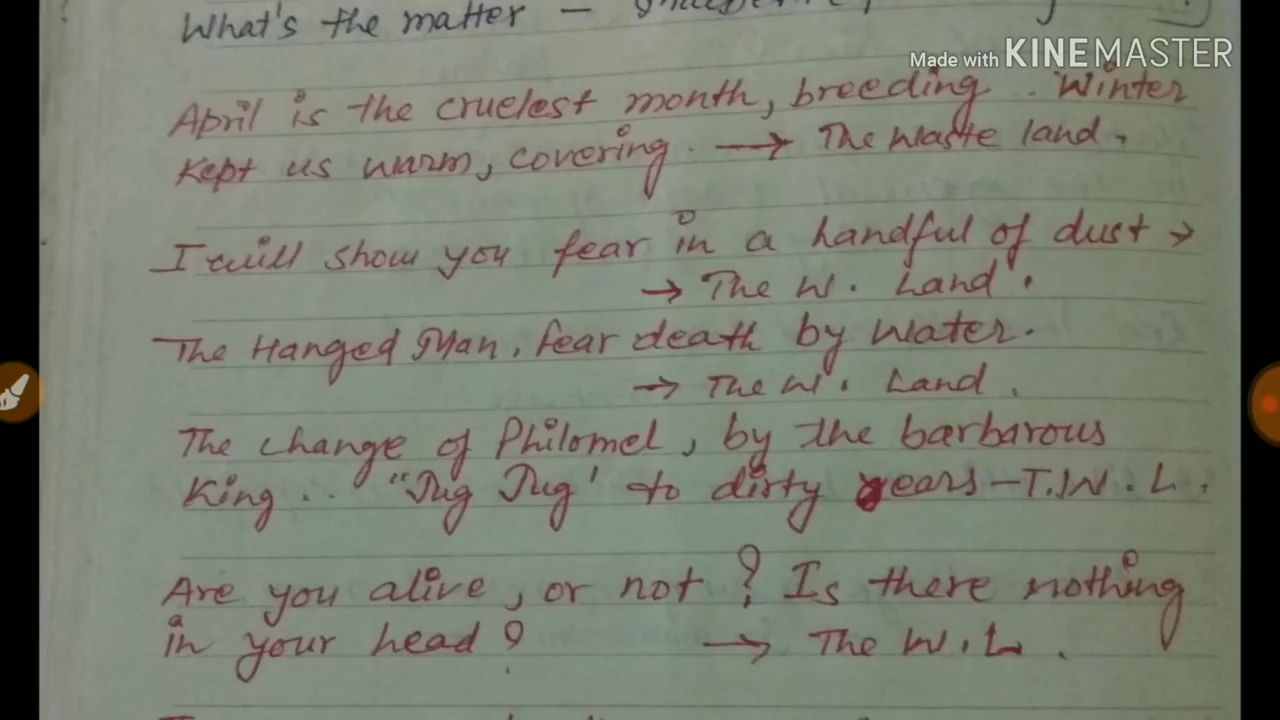 What's the matter –
Made with KINEMASTER
April is the cruelest month, breeding . Winter
Kept us warm, covering. → The Waste land.
I will show you fear in a handful of dust →
→ The W. Land.
The Hanged Man, Fear death by water.
→ The W. Land.
The change of Philomel, by the barbarous
King... "Jug Jug' to dirty ears – T.W.L.
Are you alive, or not? Is there nothing
in your head? → The W.L.